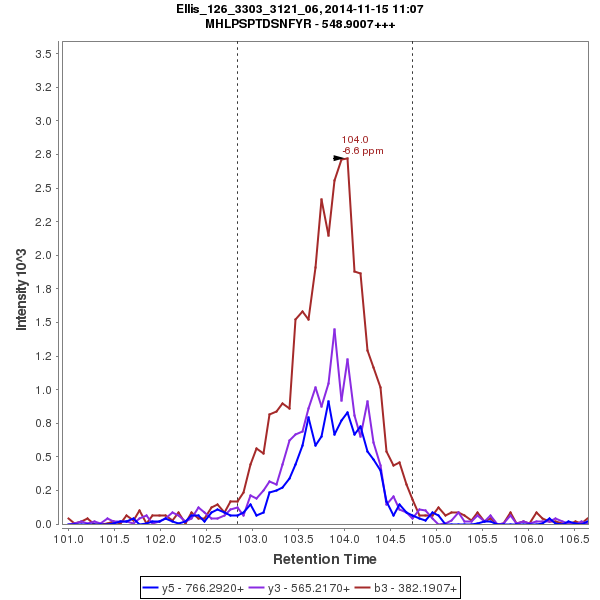 Ellis_126_3303_3121_06, 2014-11-15 11:07
MHLPSPTDSNFYR - 548.9007+++
3.5
3.2
3.0
2.8
2.5
2.2
2.0
1.8
1.5
1.2
1.0
0.8
0.5
0.2
0.0
Intensity 10^3
104.0
-6.6 ppm
101.0 101.5 102.0 102.5 103.0 103.5 104.0 104.5 105.0 105.5 106.0 106.5
Retention Time
y5 - 766.2920+ y3 - 565.2170+ b3 - 382.1907+